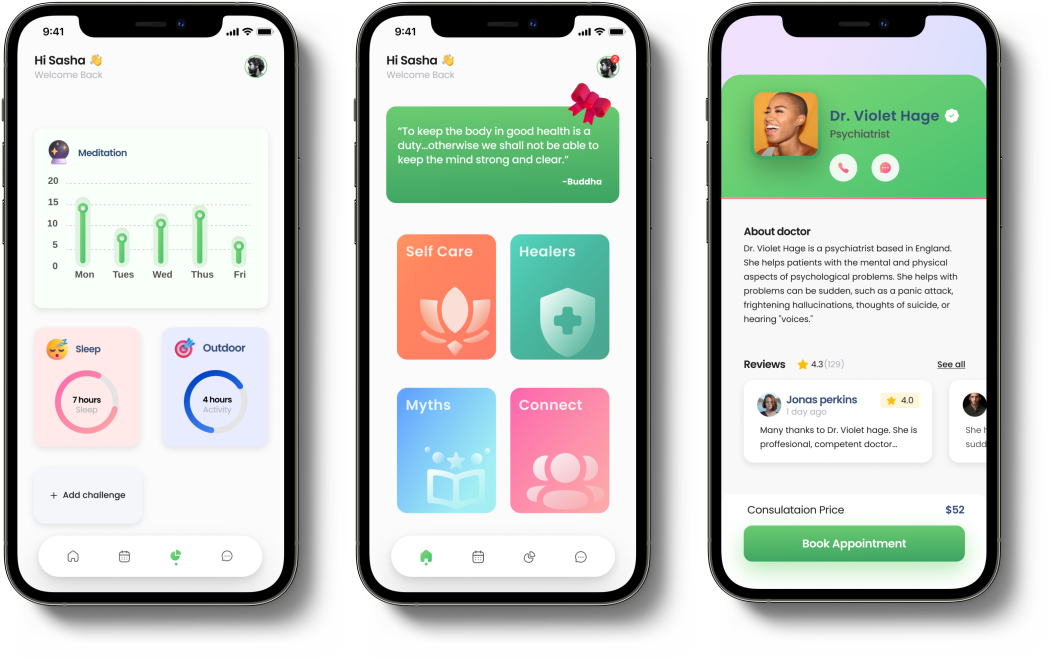 9:41
Hi Sasha 👋
Welcome Back
Meditation
20
15
10
5
0
Mon Tues Wed Thus Fri
Sleep
7 hours
Sleep
Outdoor
4 hours
Activity
+ Add challenge
9:41
Hi Sasha 👋
Welcome Back
2
“To keep the body in good health is a
duty...otherwise we shall not be able to
keep the mind strong and clear.”
-Buddha
Self Care
Healers
Myths
Connect
Dr. Violet Hage
Psychiatrist
About doctor
Dr. Violet Hage is a psychiatrist based in England.
She helps patients with the mental and physical
aspects of psychological problems. She helps with
problems can be sudden, such as a panic attack,
frightening hallucinations, thoughts of suicide, or
hearing "voices."
Reviews 4.3 (129) See all
Jonas perkins 4.0
1 day ago
Many thanks to Dr. Violet hage. She is
proffesional, competent doctor...
She
sudd
Consulataion Price $52
Book Appointment